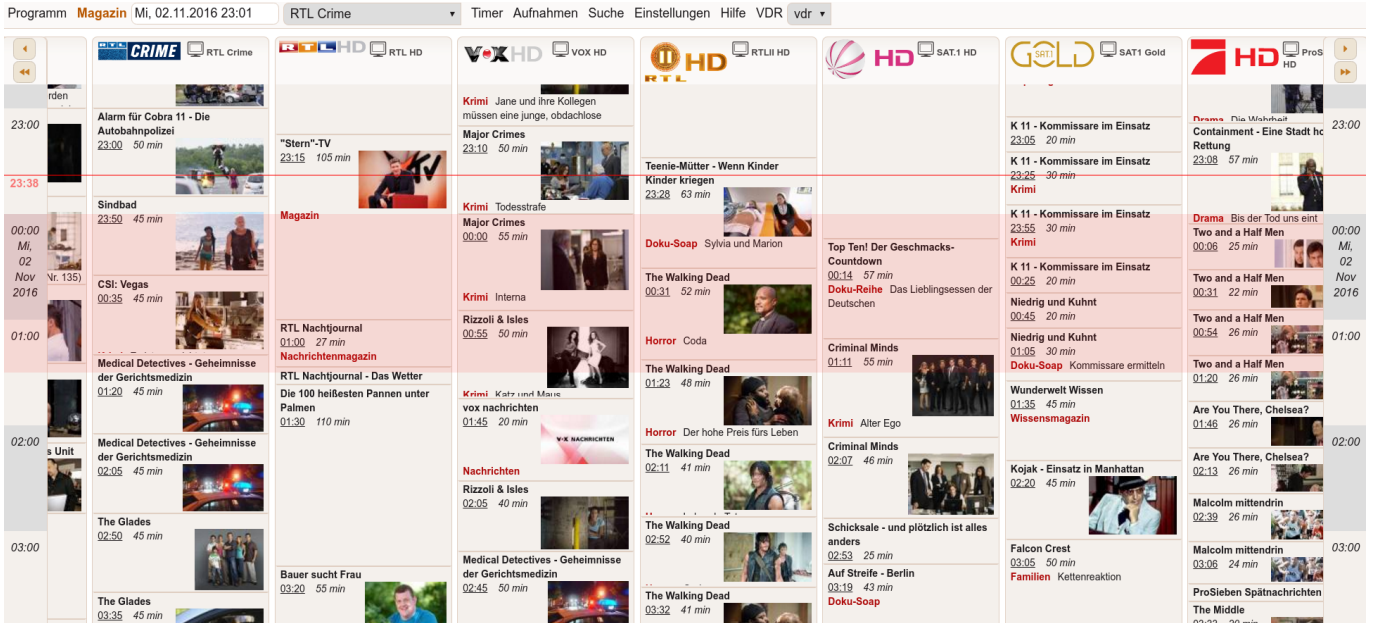 Programm Magazin Mi, 02.11.2016 23:01 RTL Crime Timer Aufnahmen Suche Einstellungen Hilfe VDR vdr
23:00
23:38
00:00
Mi,
02
Nov
2016
01:00
02:00
03:00
rden
Nr. 135)
s Unit
RTL CRIME RTL Crime
Alarm für Cobra 11 - Die
Autobahnpolizei
23:00 50 min
Sindbad
23:50 45 min
CSI: Vegas
00:35 45 min
Medical Detectives - Geheimnisse
der Gerichtsmedizin
01:20 45 min
Medical Detectives - Geheimnisse
der Gerichtsmedizin
02:05 45 min
The Glades
02:50 45 min
The Glades
03:35 45 min
RTL HD RTL HD
"Stern"-TV
23:15 105 min
Magazin
RTL Nachtjournal
01:00 27 min
Nachrichtenmagazin
RTL Nachtjournal - Das Wetter
Die 100 heißesten Pannen unter
Palmen
01:30 110 min
Bauer sucht Frau
03:20 55 min
VOX HD VOX HD
Krimi Jane und ihre Kollegen
müssen eine junge, obdachlose
Major Crimes
23:10 50 min
Krimi Todesstrafe
Major Crimes
00:00 55 min
Krimi Interna
Rizzoli & Isles
00:55 50 min
Krimi Katz und Maus
vox nachrichten
01:45 20 min
VOX NACHRICHTEN
Nachrichten
Rizzoli & Isles
02:05 40 min
Medical Detectives - Geheimnisse
der Gerichtsmedizin
02:45 50 min
II HD RTL RTLII HD
Teenie-Mütter - Wenn Kinder
Kinder kriegen
23:28 63 min
Doku-Soap Sylvia und Marion
The Walking Dead
00:31 52 min
Horror Coda
The Walking Dead
01:23 48 min
Horror Der hohe Preis fürs Leben
The Walking Dead
02:11 41 min
The Walking Dead
02:52 40 min
The Walking Dead
03:32 41 min
HD SAT.1 HD
Top Ten! Der Geschmacks-
Countdown
00:14 57 min
Doku-Reihe Das Lieblingsessen der
Deutschen
Criminal Minds
01:11 55 min
Krimi Alter Ego
Criminal Minds
02:07 46 min
Schicksale - und plötzlich ist alles
anders
02:53 25 min
Auf Streife - Berlin
03:19 43 min
Doku-Soap
SAT.1 GOLD SAT1 Gold
K 11 - Kommissare im Einsatz
23:05 20 min
K 11 - Kommissare im Einsatz
23:25 30 min
Krimi
K 11 - Kommissare im Einsatz
23:55 30 min
Krimi
K 11 - Kommissare im Einsatz
00:25 20 min
Niedrig und Kuhnt
00:45 20 min
Niedrig und Kuhnt
01:05 30 min
Doku-Soap Kommissare ermitteln
Wunderwelt Wissen
01:35 45 min
Wissensmagazin
Kojak - Einsatz in Manhattan
02:20 45 min
Falcon Crest
03:05 50 min
Familien Kettenreaktion
HD ProS
HD
Drama Die Wahrheit
Containment - Eine Stadt ho
Rettung
23:08 57 min
Drama Bis der Tod uns eint
Two and a Half Men
00:06 25 min
Two and a Half Men
00:31 22 min
Two and a Half Men
00:54 26 min
Two and a Half Men
01:20 26 min
Are You There, Chelsea?
01:46 26 min
Are You There, Chelsea?
02:13 26 min
Malcolm mittendrin
02:39 26 min
Malcolm mittendrin
03:06 24 min
ProSieben Spätnachrichten
The Middle
23:00
00:00
Mi,
02
Nov
2016
01:00
02:00
03:00